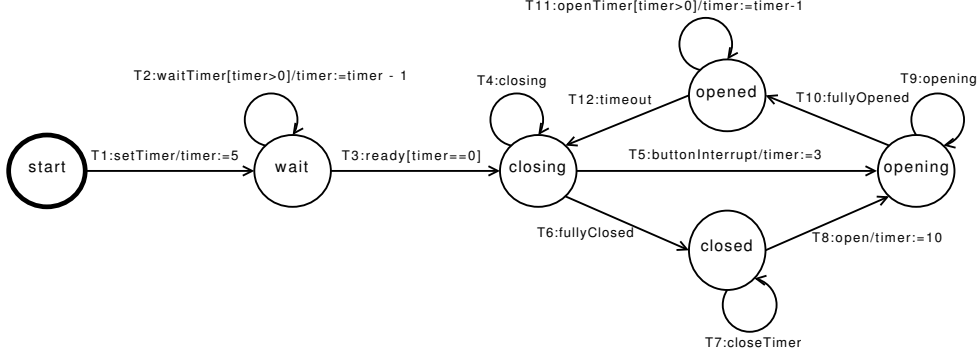 T11:openTimer[timer>0]/timer:=timer-1
T2:waitTimer[timer>0]/timer:=timer - 1
T4:closing
T9:opening
opened
T12:timeout
T10:fullyOpened
T1:setTimer/timer:=5
T3:ready[timer==0]
T5:buttonInterrupt/timer:=3
start
wait
closing
opening
T6:fullyClosed
closed
T8:open/timer:=10
T7:closeTimer